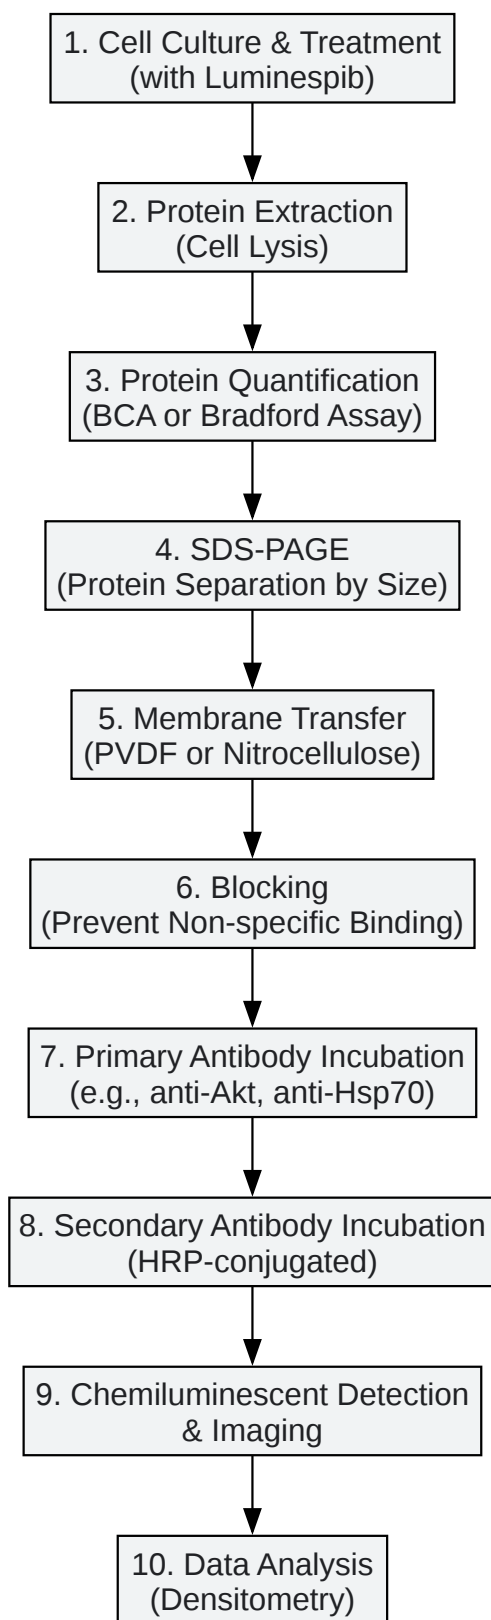 1. Cell Culture & Treatment
(with Luminespib)
2. Protein Extraction
(Cell Lysis)
3. Protein Quantification
(BCA or Bradford Assay)
4. SDS-PAGE
(Protein Separation by Size)
5. Membrane Transfer
(PVDF or Nitrocellulose)
6. Blocking
(Prevent Non-specific Binding)
7. Primary Antibody Incubation
(e.g., anti-Akt, anti-Hsp70)
8. Secondary Antibody Incubation
(HRP-conjugated)
9. Chemiluminescent Detection
& Imaging
10. Data Analysis
(Densitometry)